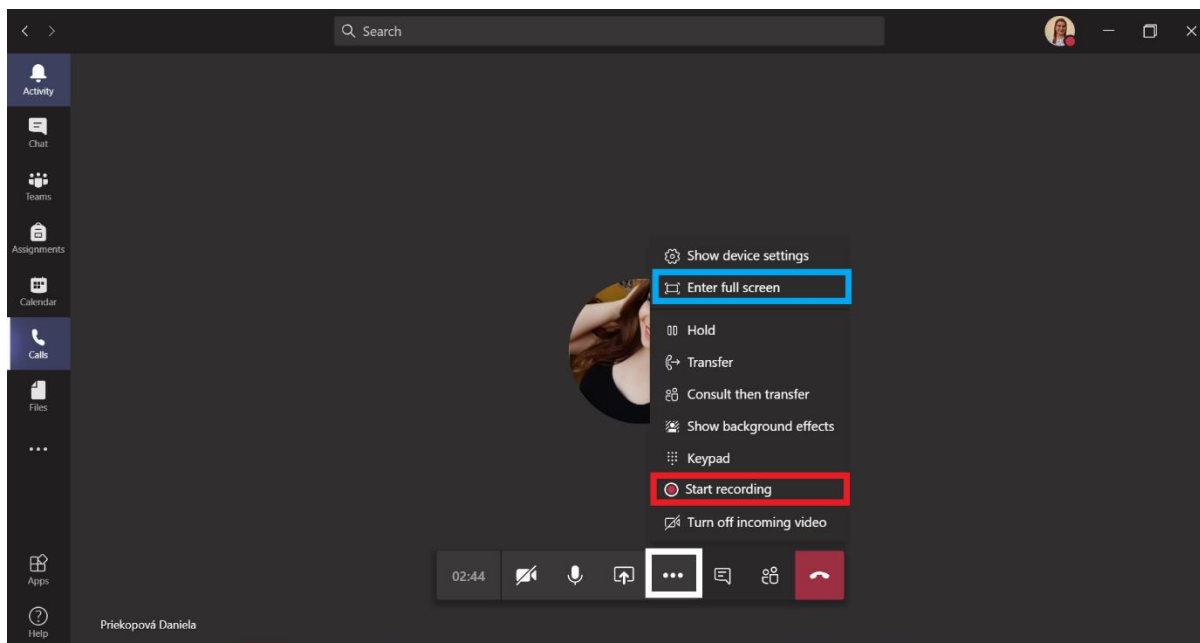 Search
Activity
Chat
Teams
Assignments
Calendar
Calls
Files
Apps
Help
Show device settings
Enter full screen
Hold
Transfer
Consult then transfer
Show background effects
Keypad
Start recording
Turn off incoming video
02:44
Priekopová Daniela